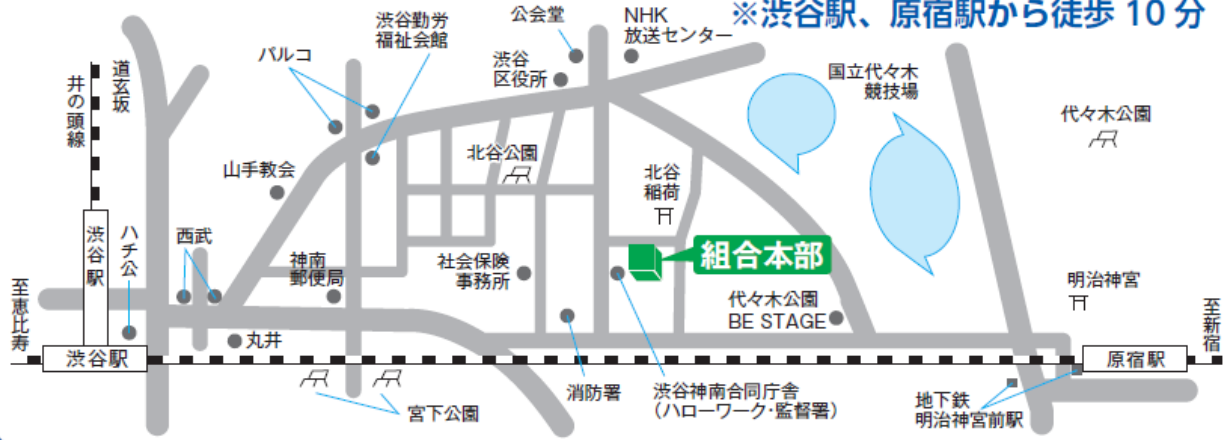 ※渋谷駅、原宿駅から徒歩 10 分
公会堂
NHK
放送センター
渋谷勤労
福祉会館
パルコ
渋谷
区役所
国立代々木
競技場
代々木公園
道玄坂
井の頭線
山手教会
北谷公園
北谷
稲荷
組合本部
渋谷駅
ハチ公
西武
神南
郵便局
社会保険
事務所
代々木公園
BE STAGE
明治神宮
至恵比寿
至新宿
丸井
渋谷駅
原宿駅
宮下公園
消防署
渋谷神南合同庁舎
（ハローワーク・監督署）
地下鉄
明治神宮前駅